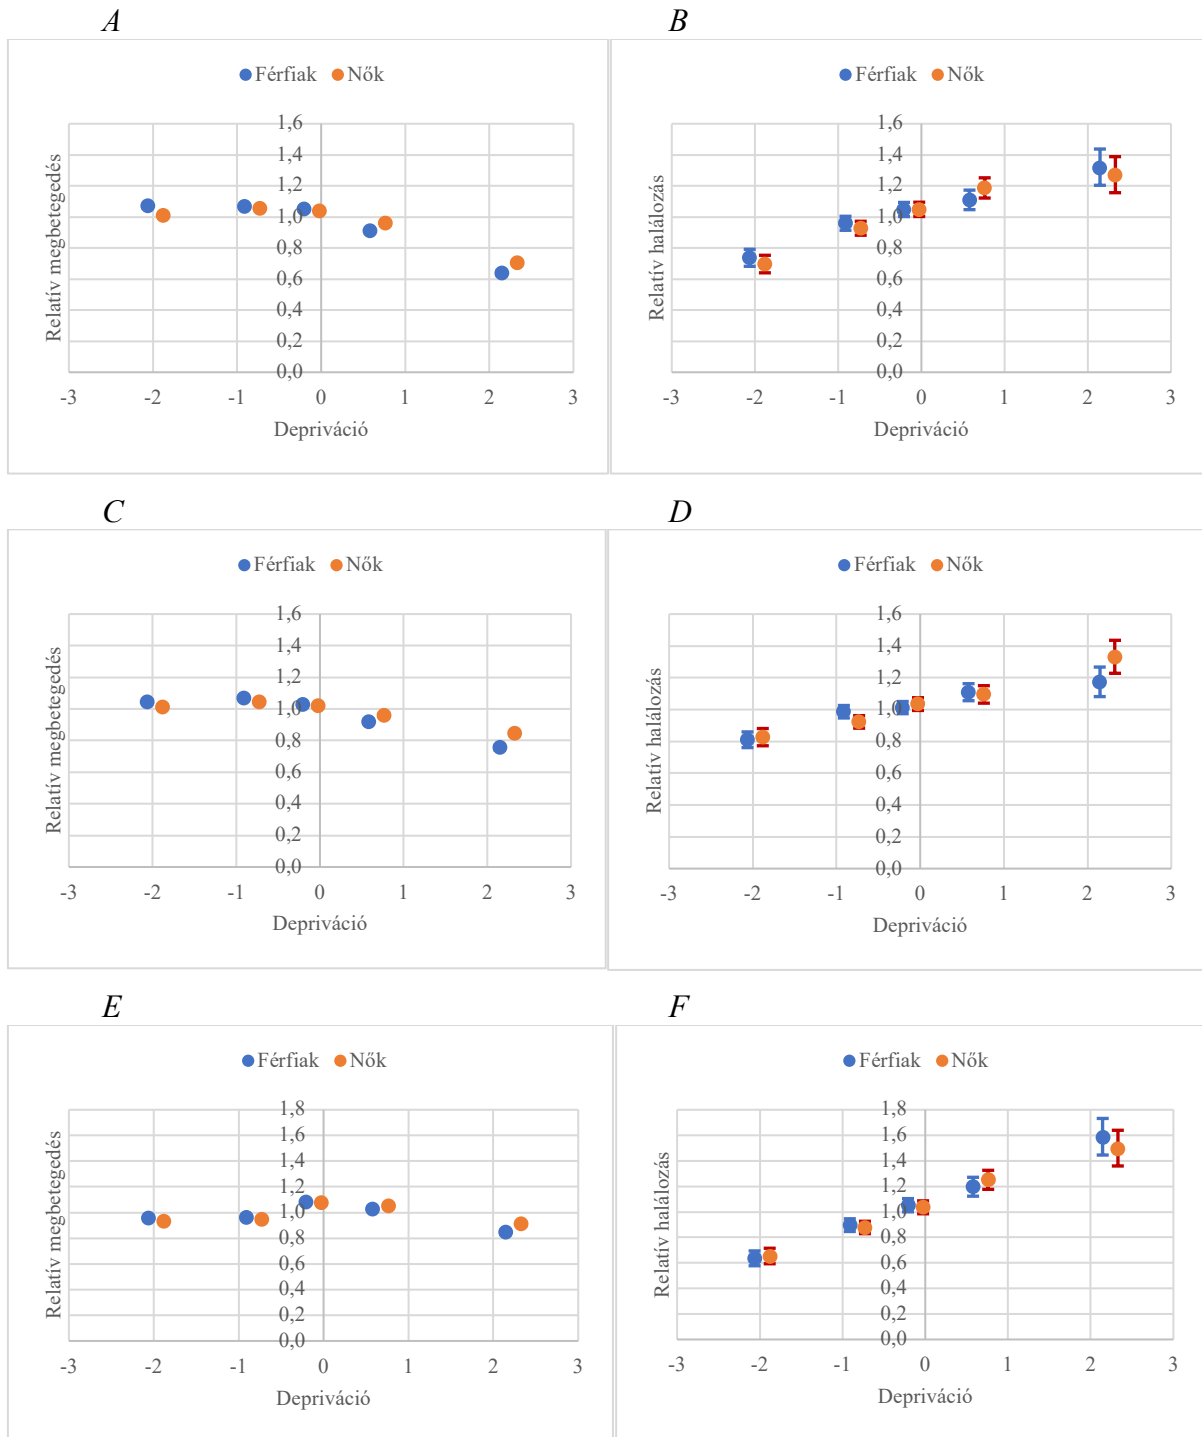 A
Férfiak Nők
Relatív megbetegedés
1,6
1,4
1,2
1,0
0,8
0,6
0,4
0,2
0,0
-3 -2 -1 0 1 2 3
Depriváció
B
Férfiak Nők
Relatív halálozás
1,6
1,4
1,2
1,0
0,8
0,6
0,4
0,2
0,0
-3 -2 -1 0 1 2 3
Depriváció
C
Férfiak Nők
Relatív megbetegedés
1,6
1,4
1,2
1,0
0,8
0,6
0,4
0,2
0,0
-3 -2 -1 0 1 2 3
Depriváció
D
Férfiak Nők
Relatív halálozás
1,6
1,4
1,2
1,0
0,8
0,6
0,4
0,2
0,0
-3 -2 -1 0 1 2 3
Depriváció
E
Férfiak Nők
Relatív megbetegedés
1,8
1,6
1,4
1,2
1,0
0,8
0,6
0,4
0,2
0,0
-3 -2 -1 0 1 2 3
Depriváció
F
Férfiak Nők
Relatív halálozás
1,8
1,6
1,4
1,2
1,0
0,8
0,6
0,4
0,2
0,0
-3 -2 -1 0 1 2 3
Depriváció